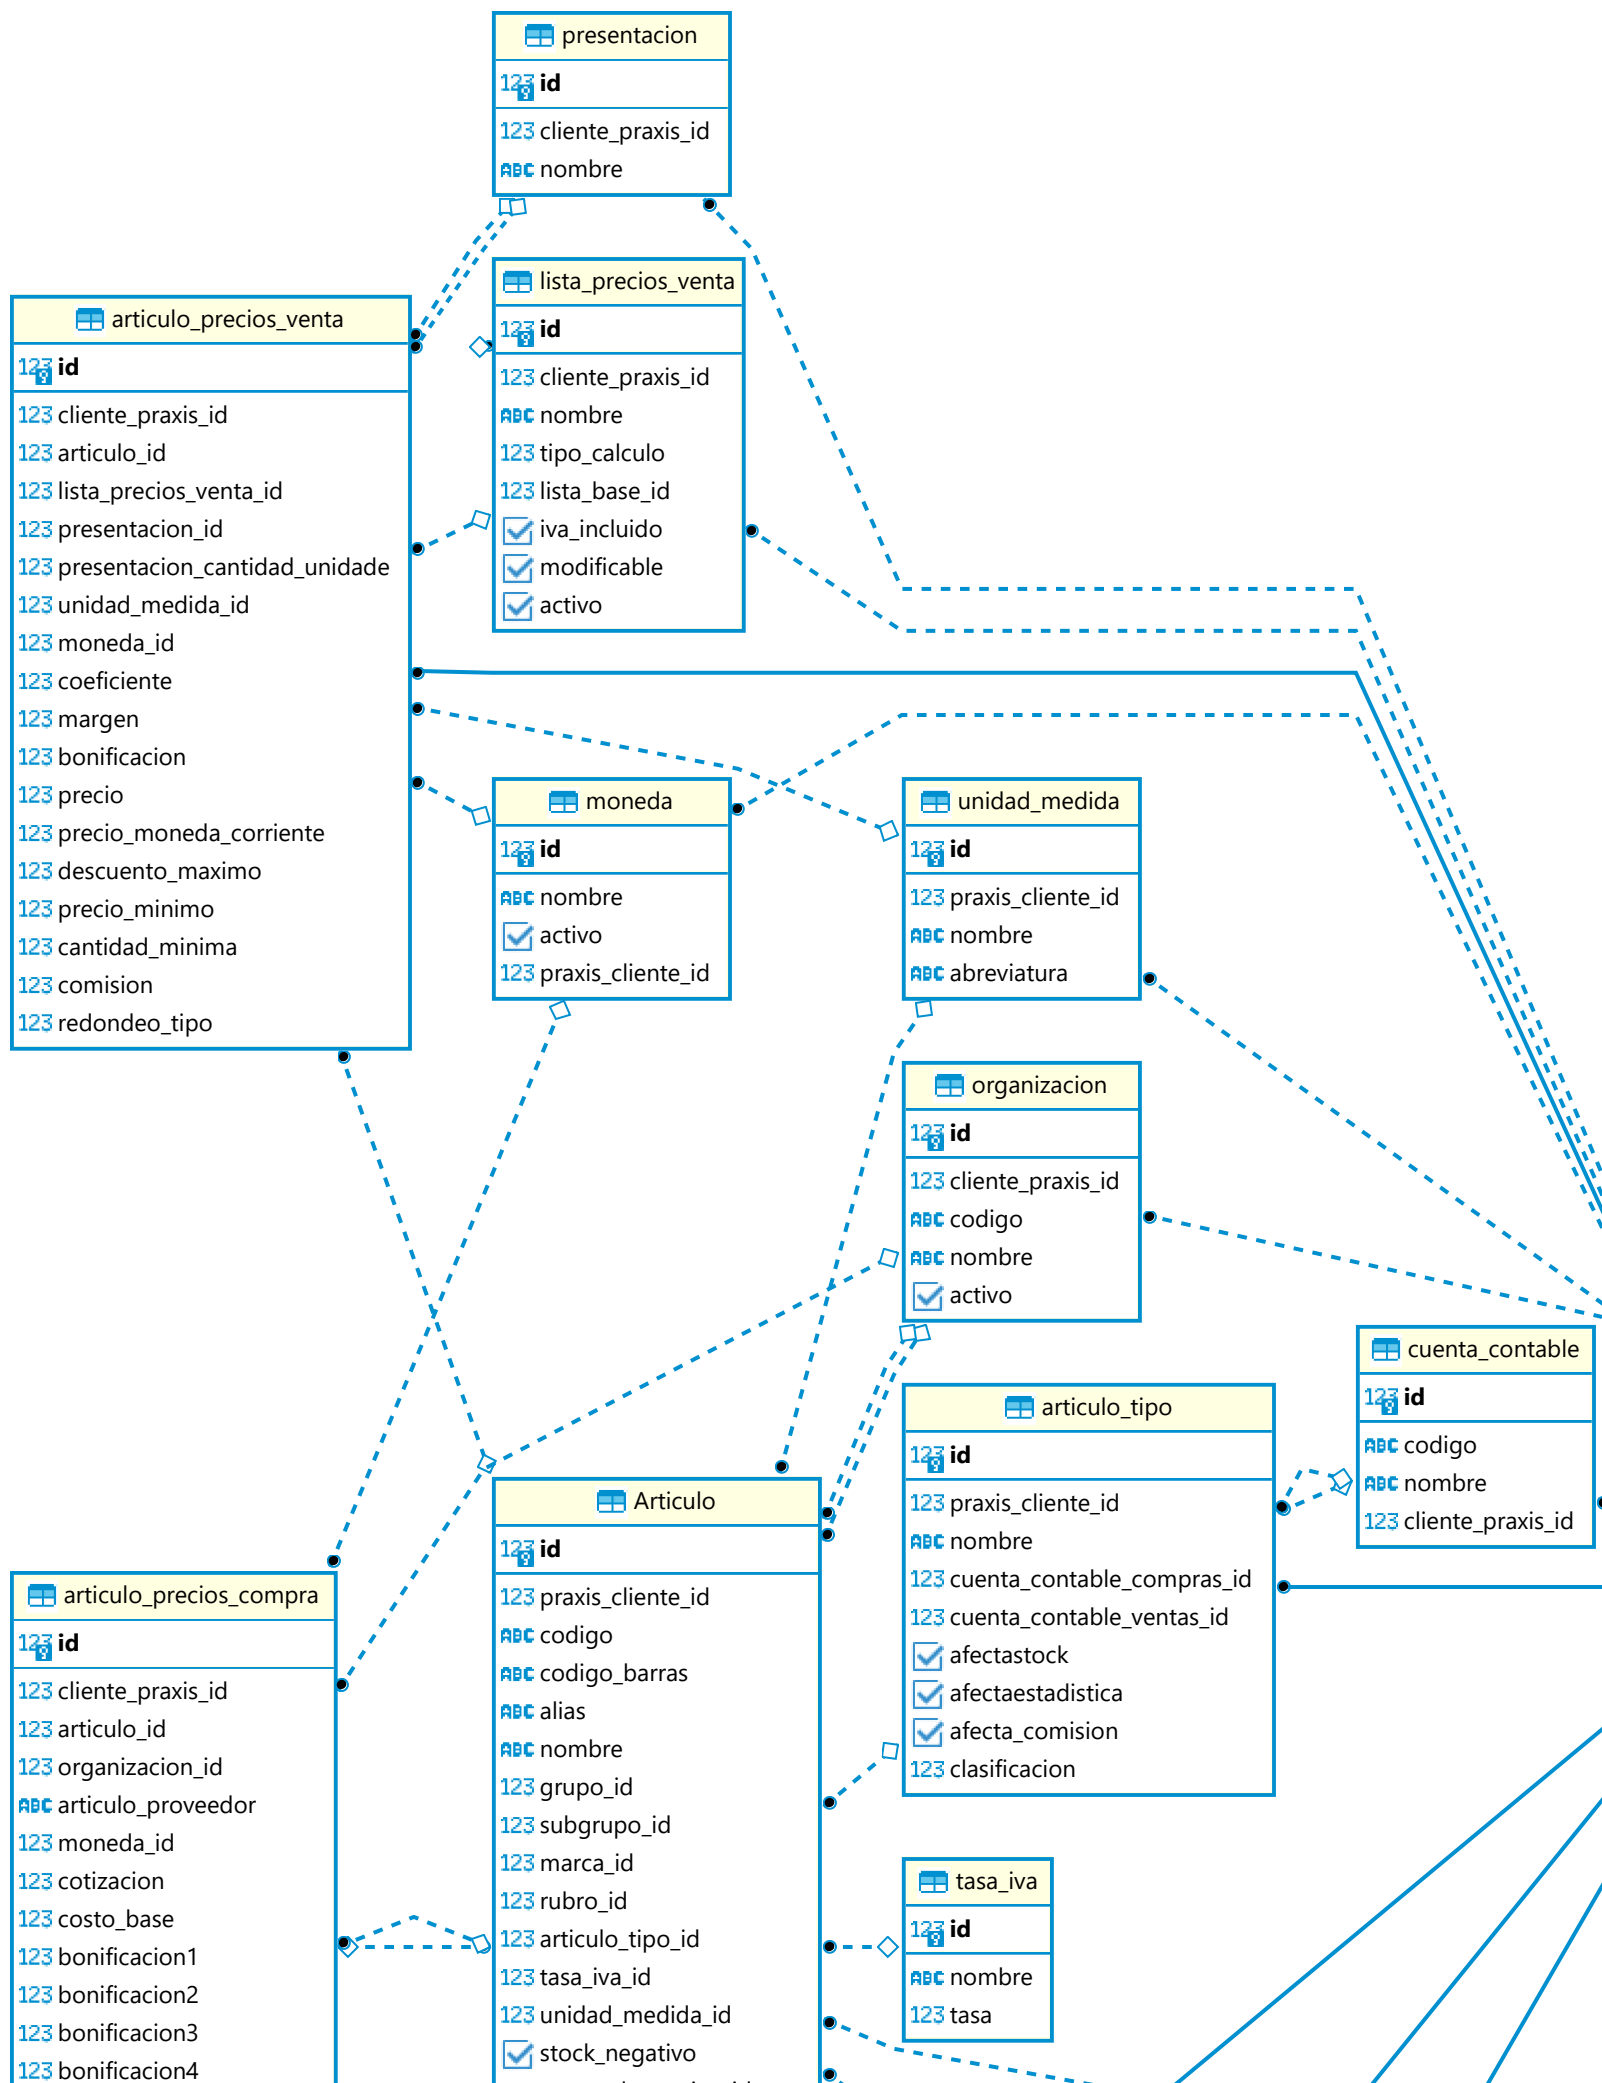 presentacion
id
cliente_praxis_id
nombre
lista_precios_venta
id
cliente_praxis_id
nombre
tipo_calculo
lista_base_id
iva_incluido
modificable
activo
articulo_precios_venta
id
cliente_praxis_id
articulo_id
lista_precios_venta_id
presentacion_id
presentacion_cantidad_unidade
unidad_medida_id
moneda_id
coeficiente
margen
bonificacion
precio
precio_moneda_corriente
descuento_maximo
precio_minimo
cantidad_minima
comision
redondeo_tipo
moneda
id
nombre
activo
praxis_cliente_id
unidad_medida
id
praxis_cliente_id
nombre
abreviatura
organizacion
id
cliente_praxis_id
codigo
nombre
activo
cuenta_contable
id
codigo
nombre
cliente_praxis_id
articulo_tipo
id
praxis_cliente_id
nombre
cuenta_contable_compras_id
cuenta_contable_ventas_id
afectastock
afectaestadistica
afecta_comision
clasificacion
Articulo
id
praxis_cliente_id
codigo
codigo_barras
alias
nombre
grupo_id
subgrupo_id
marca_id
rubro_id
articulo_tipo_id
tasa_iva_id
unidad_medida_id
stock_negativo
articulo_precios_compra
id
cliente_praxis_id
articulo_id
organizacion_id
articulo_proveedor
moneda_id
cotizacion
costo_base
bonificacion1
bonificacion2
bonificacion3
bonificacion4
tasa_iva
id
nombre
tasa